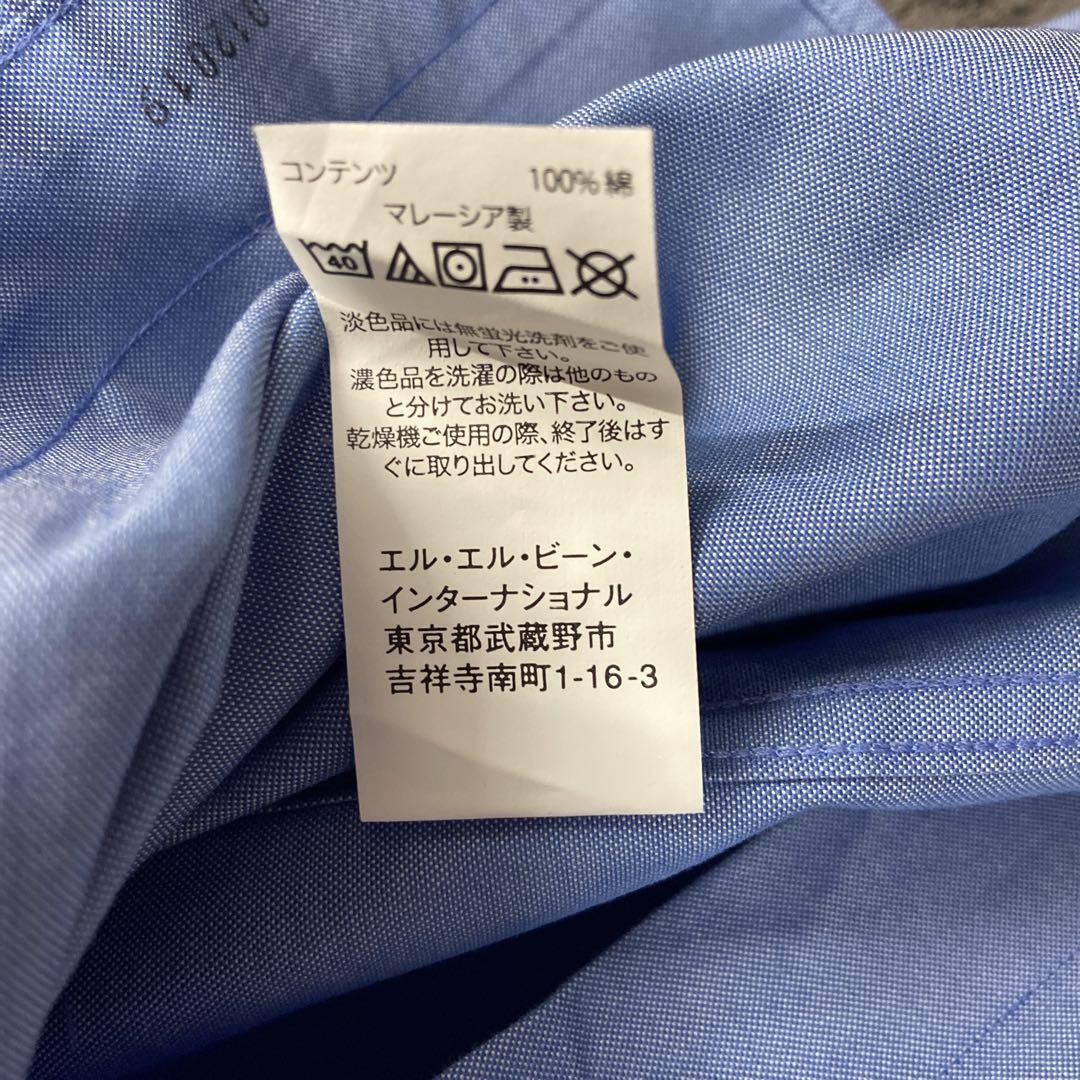 コンテンツ 100% 綿
マレーシア製
40
淡色品には無蛍光洗剤をご使
用して下さい。
濃色品を洗濯の際は他のもの
と分けてお洗い下さい。
乾燥機ご使用の際、終了後はす
ぐに取り出してください。
エル・エル・ビーン・
インターナショナル
東京都武蔵野市
吉祥寺南町1-16-3